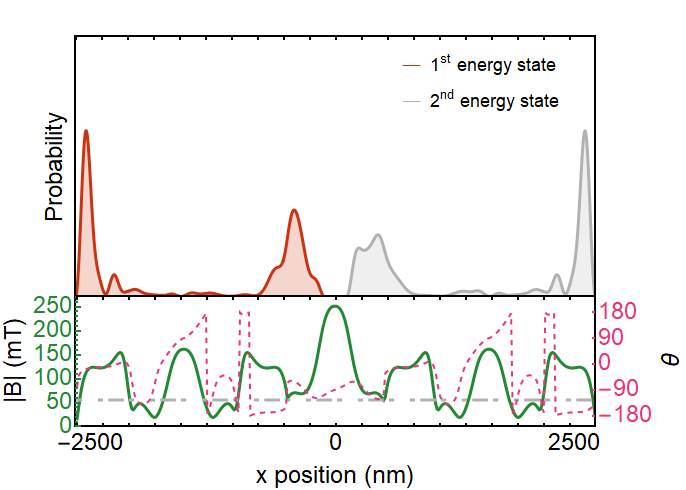 1st energy state
2nd energy state
Probability
250
200
150
100
50
0
|B| (mT)
180
90
0
−90
−180
θ
−2500
0
2500
x position (nm)